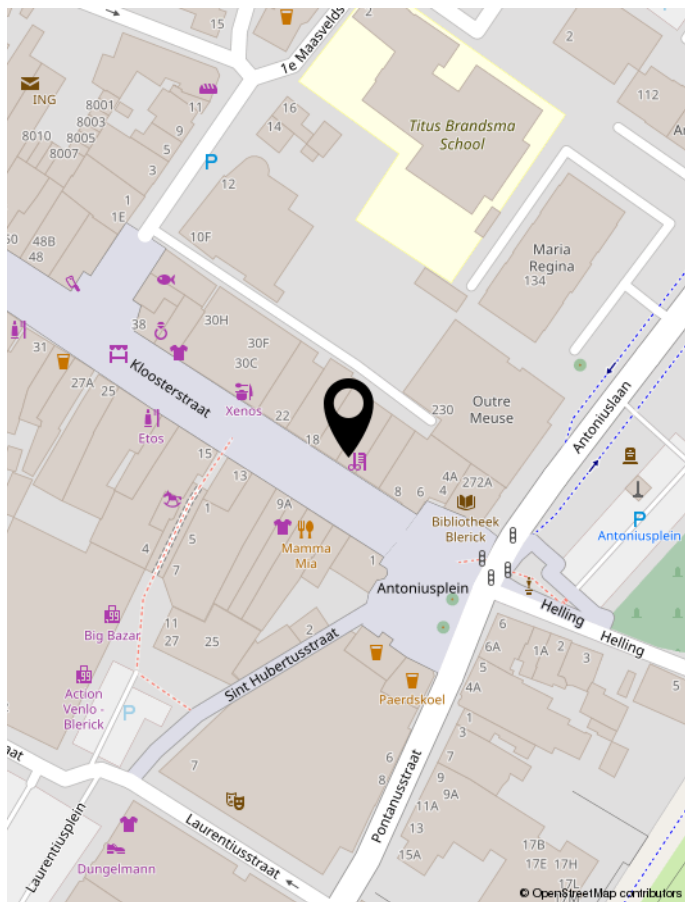 15
2
1e Maasvelds
2
ING
8001
8003
8010
8005
8007
11
9
5
3
16
14
Titus Brandsma
School
112
P
12
1
1E
10F
Maria
Regina
134
48B
48
38
30H
30F
30C
31
27A
25
Kloosterstraat
Xenos
22
18
230
Outre
Meuse
Antoniuslaan
Etos
15
13
9A
1
8
6
4A
4
272A
Bibliotheek
Blerick
P
Antoniusplein
Mamma
Mia
4
5
7
1
Antoniusplein
Helling
Helling
Big Bazar
11
27
25
2
Sint Hubertusstraat
6
6A
1A
2
3
5
4A
5
Action
Venlo -
Blerick
P
Paerdskoel
1
3
7
9
9A
11A
13
15A
7
6
8
Pontanusstraat
Laurentiusplein
Laurentiusstraat
Dungelmann
17B
17E
17H
17L
© OpenStreetMap contributors